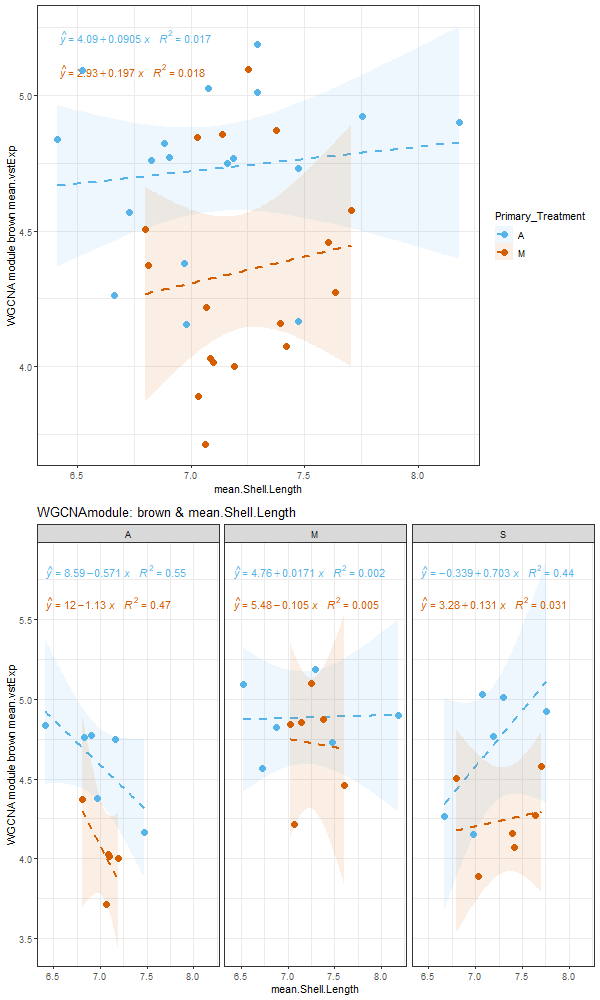 ŷ = 4.09 + 0.0905 x R² = 0.017
ŷ = 2.93 + 0.197 x R² = 0.018
5.0
4.5
4.0
WGCNA module brown mean.vstExp
6.5 7.0 7.5 8.0
mean.Shell.Length
Primary_Treatment
A
M
WGCNAmodule: brown & mean.Shell.Length
A M S
ŷ = 8.59 − 0.571 x R² = 0.55
ŷ = 12 − 1.13 x R² = 0.47
ŷ = 4.76 + 0.0171 x R² = 0.002
ŷ = 5.48 − 0.105 x R² = 0.005
ŷ = −0.339 + 0.703 x R² = 0.44
ŷ = 3.28 + 0.131 x R² = 0.031
5.5
5.0
4.5
4.0
3.5
WGCNA module brown mean.vstExp
6.5 7.0 7.5 8.0 6.5 7.0 7.5 8.0 6.5 7.0 7.5 8.0
mean.Shell.Length